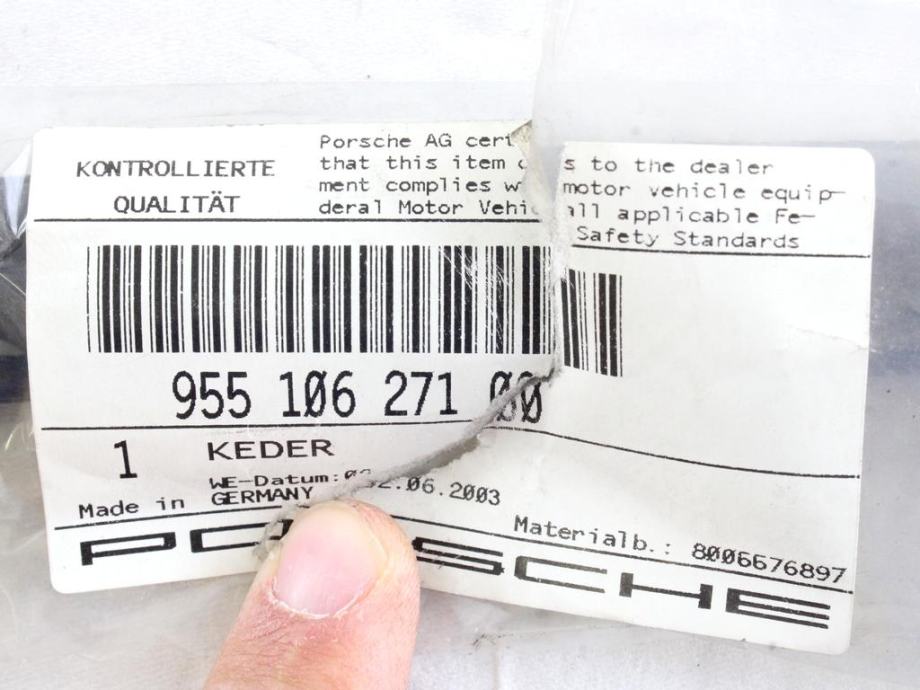 KONTROLLIERTE
QUALITÄT
Porsche AG cert s to the dealer
that this item motor vehicle equip-
ment complies w all applicable Fe-
deral Motor Vehic Safety Standards
955 106 271 00
1 KEDER
WE-Datum: 2.06.2003
Made in GERMANY
Materialb.: 8006676897
PORSCHE